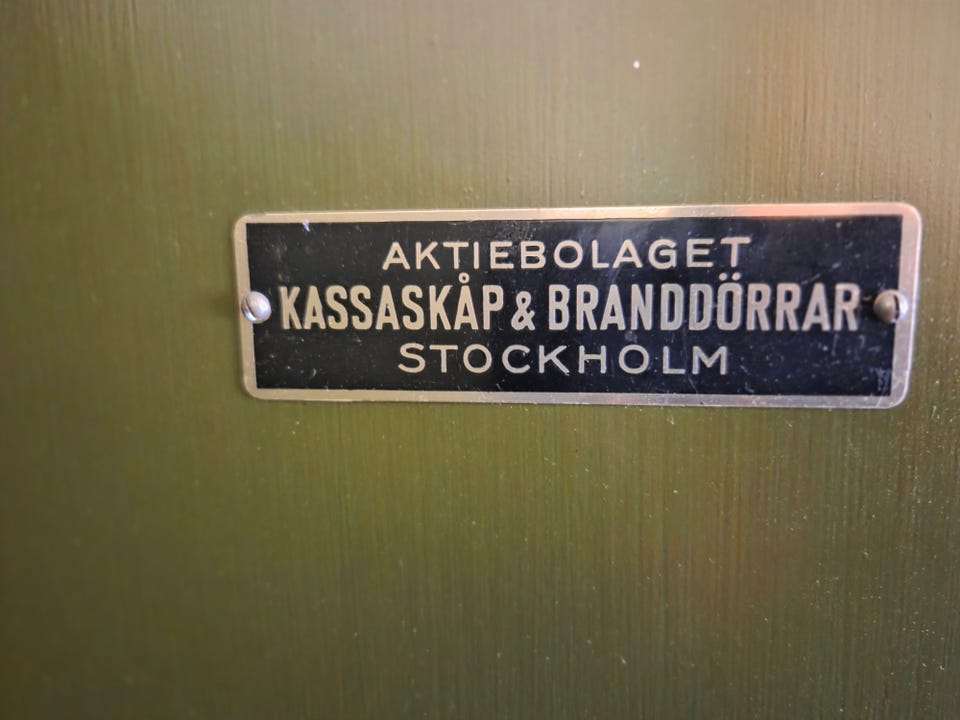 AKTIEBOLAGET
KASSASKÅP & BRANDDÖRRAR
STOCKHOLM